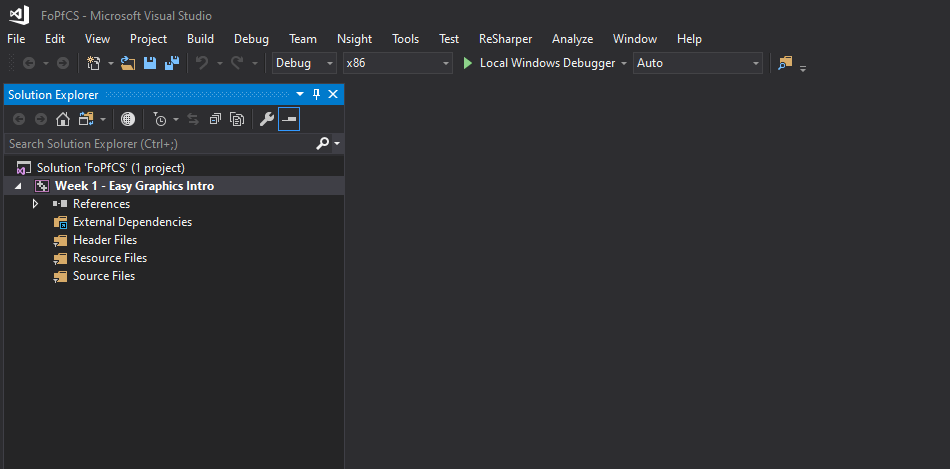 FoPfCS - Microsoft Visual Studio
File Edit View Project Build Debug Team Nsight Tools Test ReSharper Analyze Window Help
Debug x86 Local Windows Debugger Auto
Solution Explorer
Search Solution Explorer (Ctrl+;)
Solution 'FoPfCS' (1 project)
Week 1 - Easy Graphics Intro
References
External Dependencies
Header Files
Resource Files
Source Files